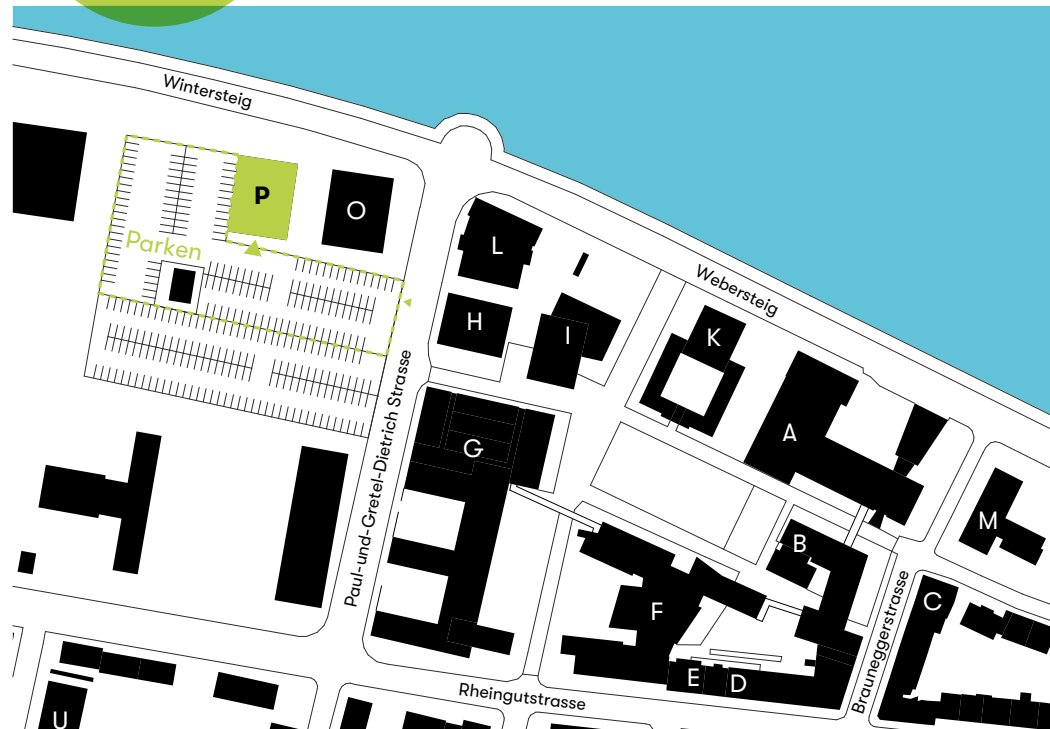 Wintersteig
P
O
Parken
L
Webersteig
H
I
K
Paul-und-Gretel-Dietrich Strasse
G
A
M
B
Brauneggerstrasse
C
F
E
D
Rheingutstrasse
U